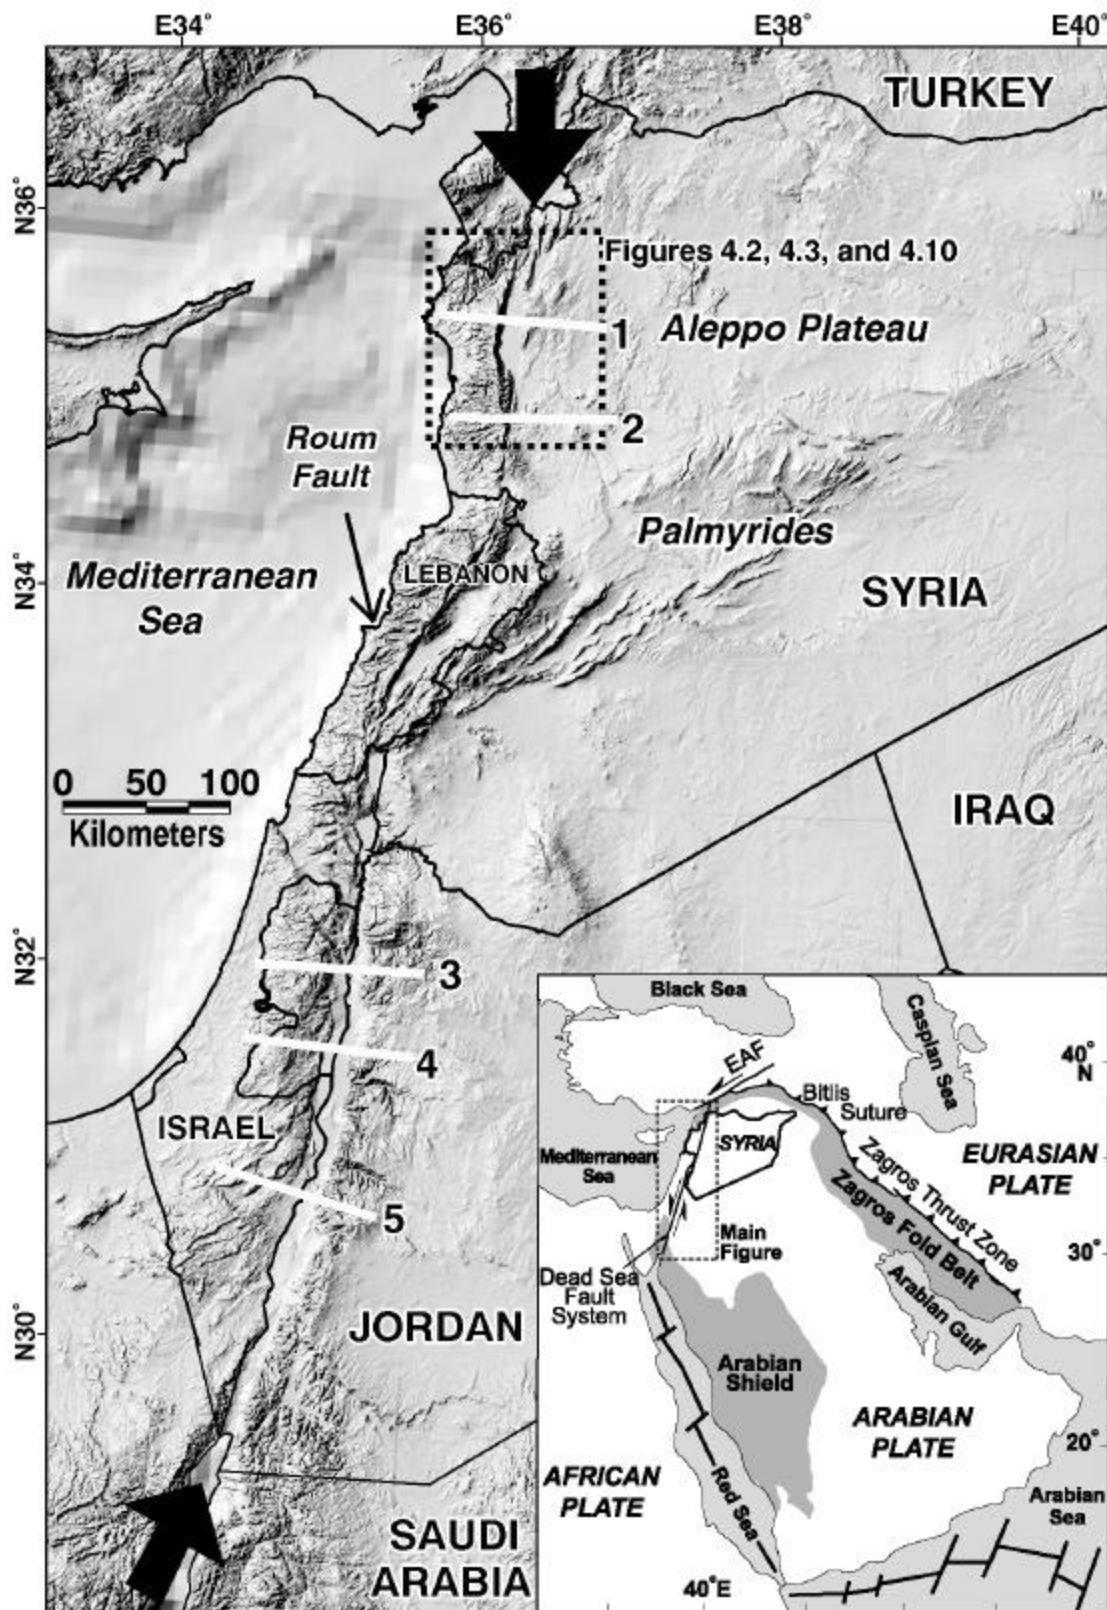 E34°
E36°
E38°
E40°
TURKEY
N36°
Figures 4.2, 4.3, and 4.10
1
Aleppo Plateau
2
Roum
Fault
Palmyrides
LEBANON
N34°
Mediterranean
Sea
SYRIA
0 50 100
Kilometers
IRAQ
N32°
3
4
ISRAEL
5
N30°
JORDAN
SAUDI
ARABIA
Black Sea
Caspian Sea
40°
N
EAF
Bitlis
Suture
SYRIA
Mediterranean
Sea
EURASIAN
PLATE
Zagros Thrust Zone
Zagros Fold Belt
Main
Figure
30°
Dead Sea
Fault
System
Arabian Gulf
Arabian
Shield
ARABIAN
PLATE
20°
AFRICAN
PLATE
Red Sea
Arabian
Sea
40°E